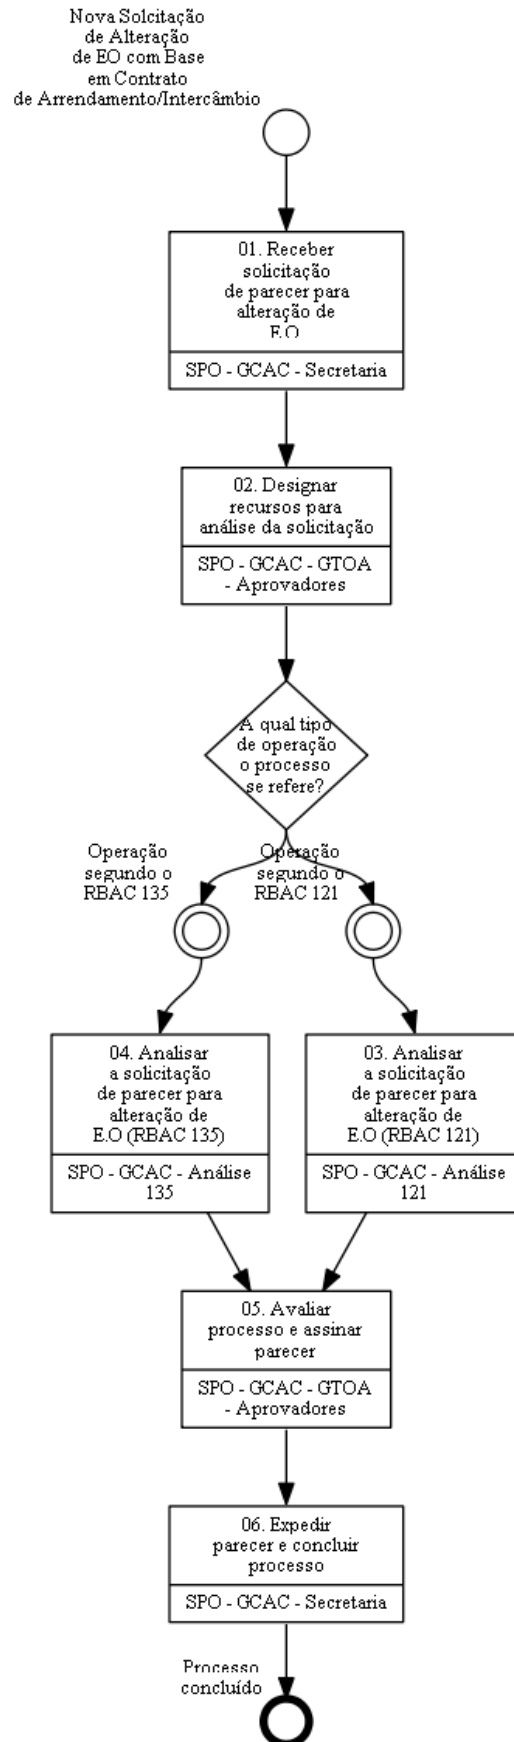 Nova Solcitação
de Alteração
de EO com Base
em Contrato
de Arrendamento/Intercâmbio
01. Receber
solicitação
de parecer para
alteração de
E.O
SPO - GCAC - Secretaria
02. Designar
recursos para
análise da solicitação
SPO - GCAC - GTOA
- Aprovadores
A qual tipo
de operação
o processo
se refere?
Operação
segundo o
RBAC 135
Operação
segundo o
RBAC 121
04. Analisar
a solicitação
de parecer para
alteração de
E.O (RBAC 135)
SPO - GCAC - Análise
135
03. Analisar
a solicitação
de parecer para
alteração de
E.O (RBAC 121)
SPO - GCAC - Análise
121
05. Avaliar
processo e assinar
parecer
SPO - GCAC - GTOA
- Aprovadores
06. Expedir
parecer e concluir
processo
SPO - GCAC - Secretaria
Processo
concluído